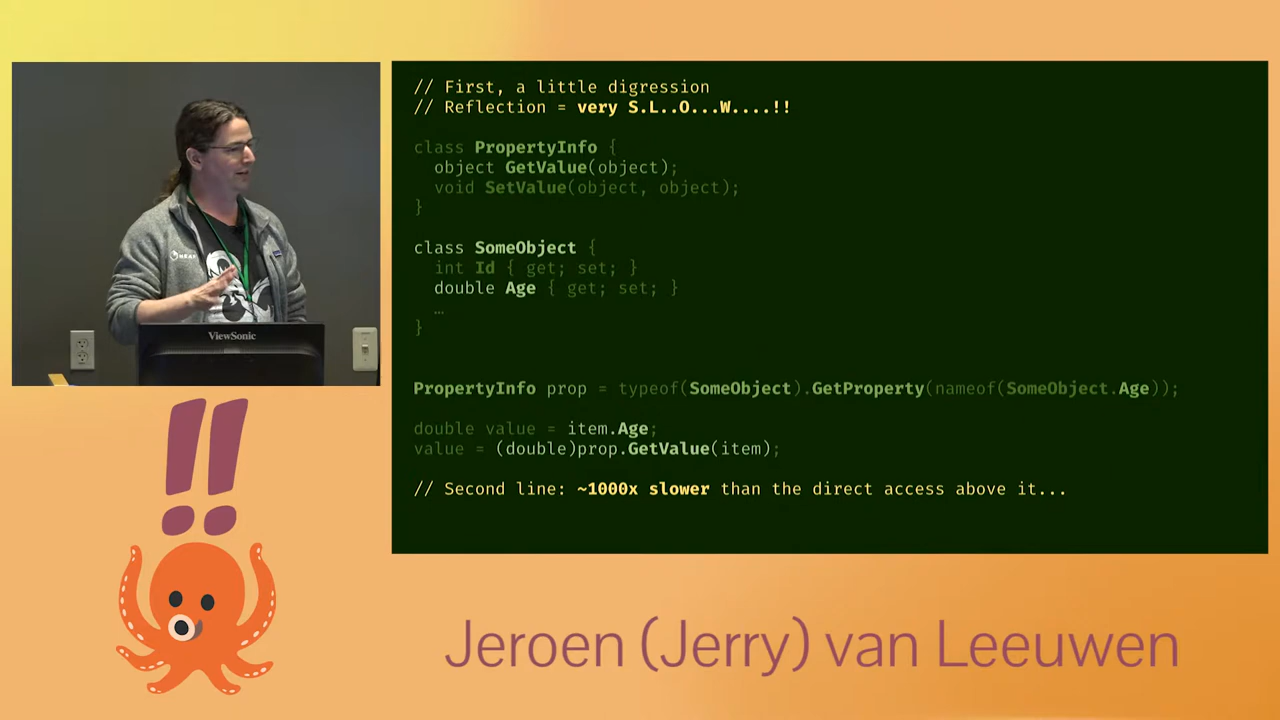 // First, a little digression
// Reflection = very S.L..O...W....!!
class PropertyInfo {
object GetValue(object);
void SetValue(object, object);
}
class SomeObject {
int Id { get; set; }
double Age { get; set; }
…
}
PropertyInfo prop = typeof(SomeObject).GetProperty(nameof(SomeObject.Age));
double value = item.Age;
value = (double)prop.GetValue(item);
// Second line: ~1000x slower than the direct access above it...
ViewSonic
!!
Jeroen (Jerry) van Leeuwen